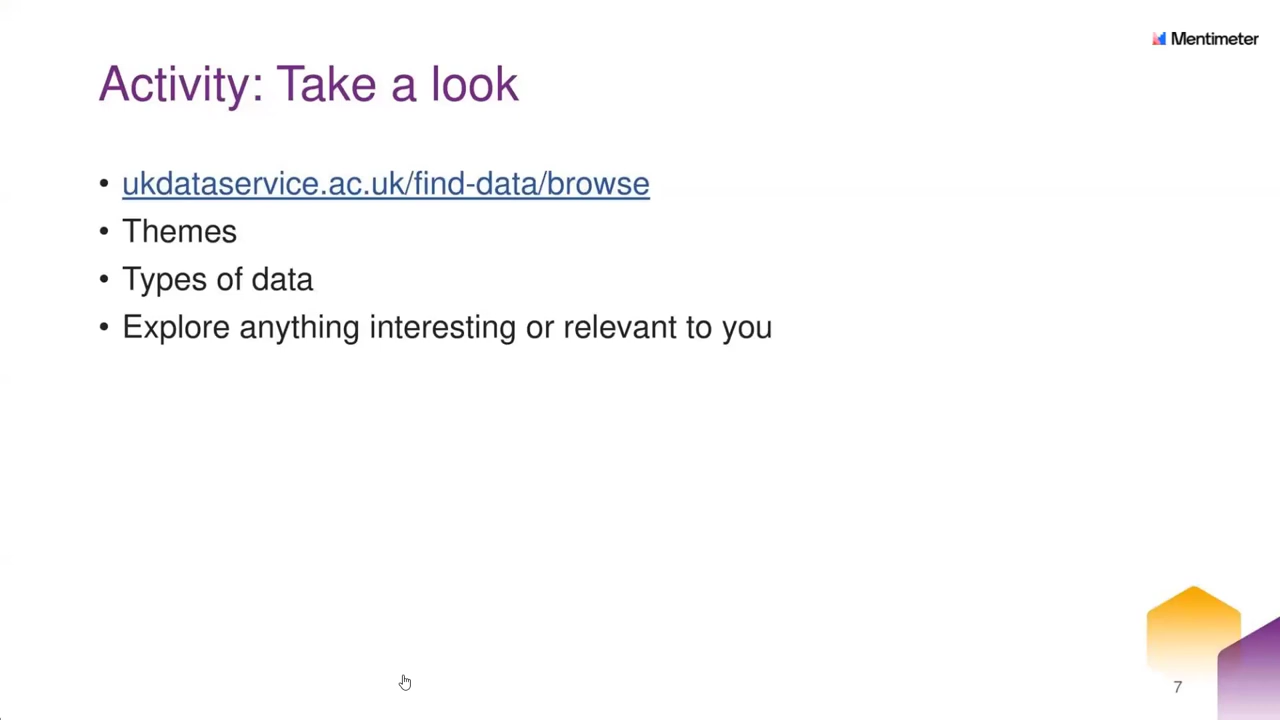 Mentimeter
Activity: Take a look
• ukdataservice.ac.uk/find-data/browse
• Themes
• Types of data
• Explore anything interesting or relevant to you
7